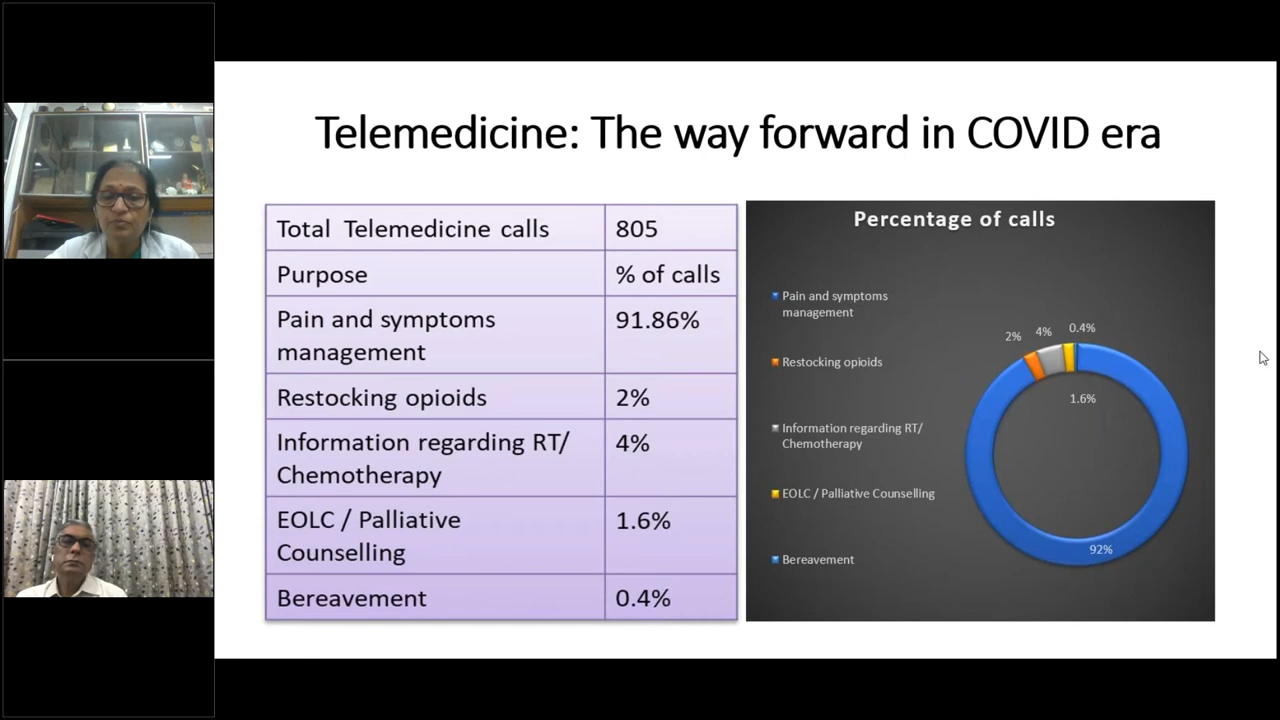 Telemedicine: The way forward in COVID era
Total Telemedicine calls 805
Purpose % of calls
Pain and symptoms
management 91.86%
Restocking opioids 2%
Information regarding RT/
Chemotherapy 4%
EOLC / Palliative
Counselling 1.6%
Bereavement 0.4%
Percentage of calls
Pain and symptoms
management
Restocking opioids
Information regarding RT/
Chemotherapy
EOLC / Palliative Counselling
Bereavement
2% 4% 0.4%
1.6%
92%